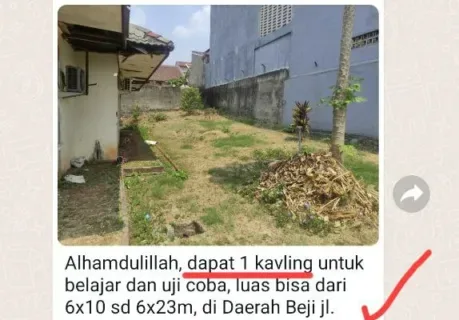 Alhamdulillah, dapat 1 kavling untuk
belajar dan uji coba, luas bisa dari
6x10 sd 6x23m, di Daerah Beji jl.